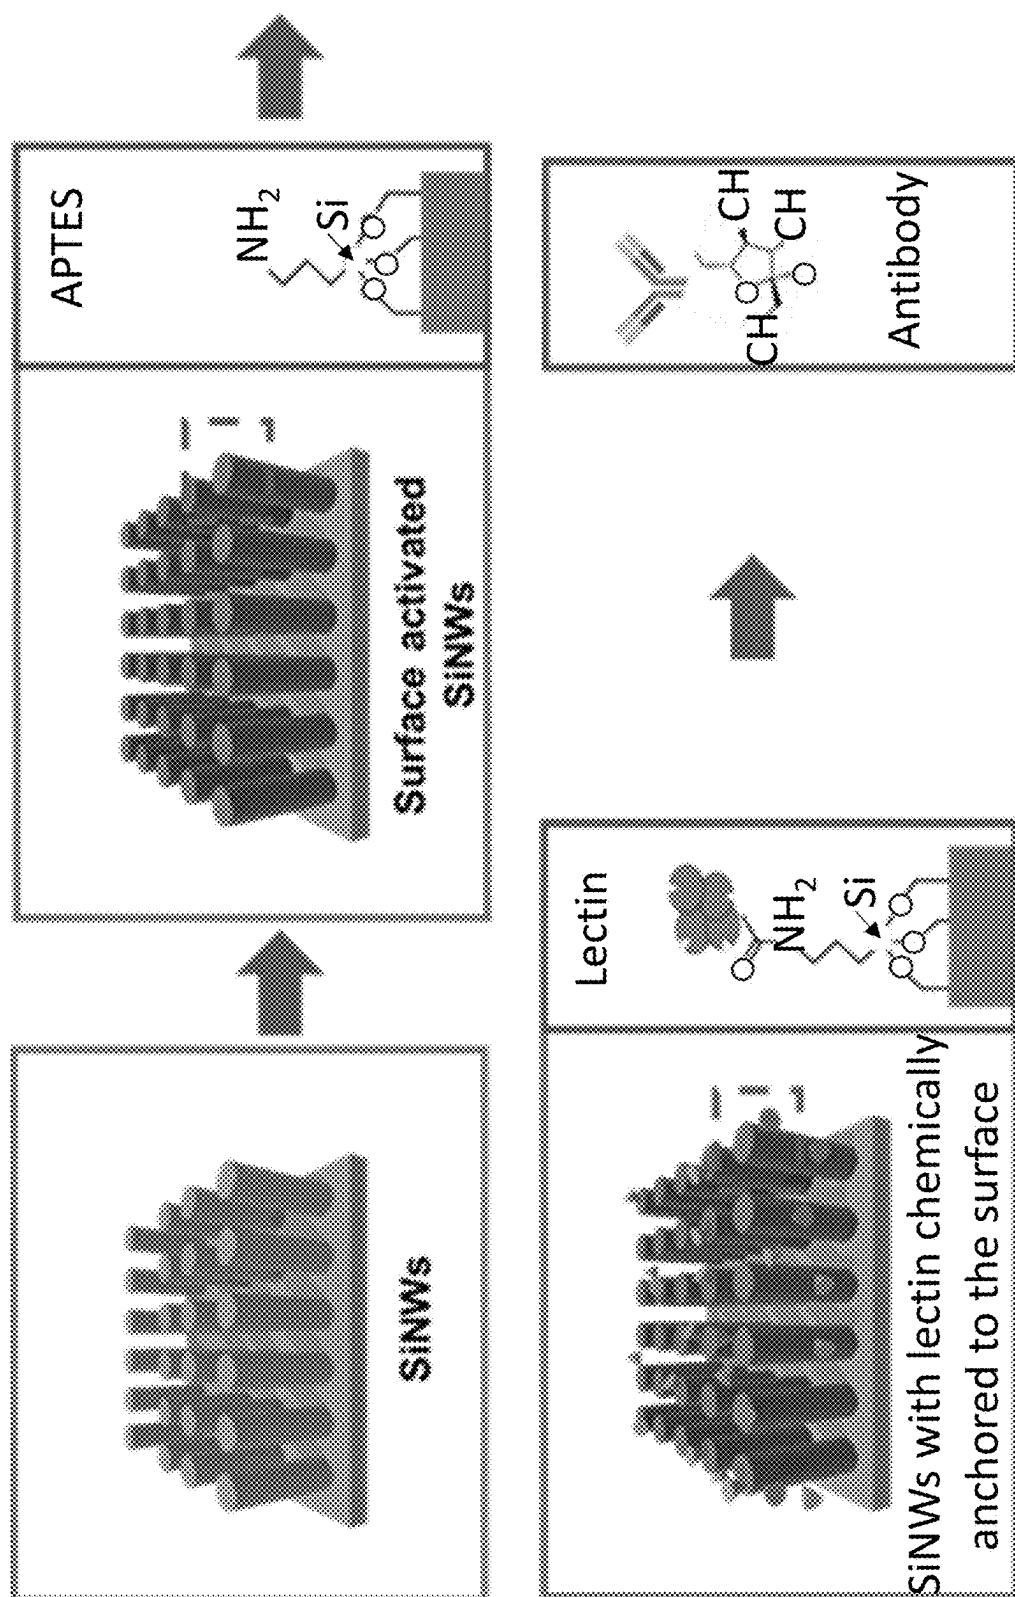 SiNWs
Surface activated
SiNWs
APTES
NH2
Si
SiNWs with lectin chemically
anchored to the surface
Lectin
O
NH2
Si
O
O
O
CH
CH
CH
O
O
Antibody